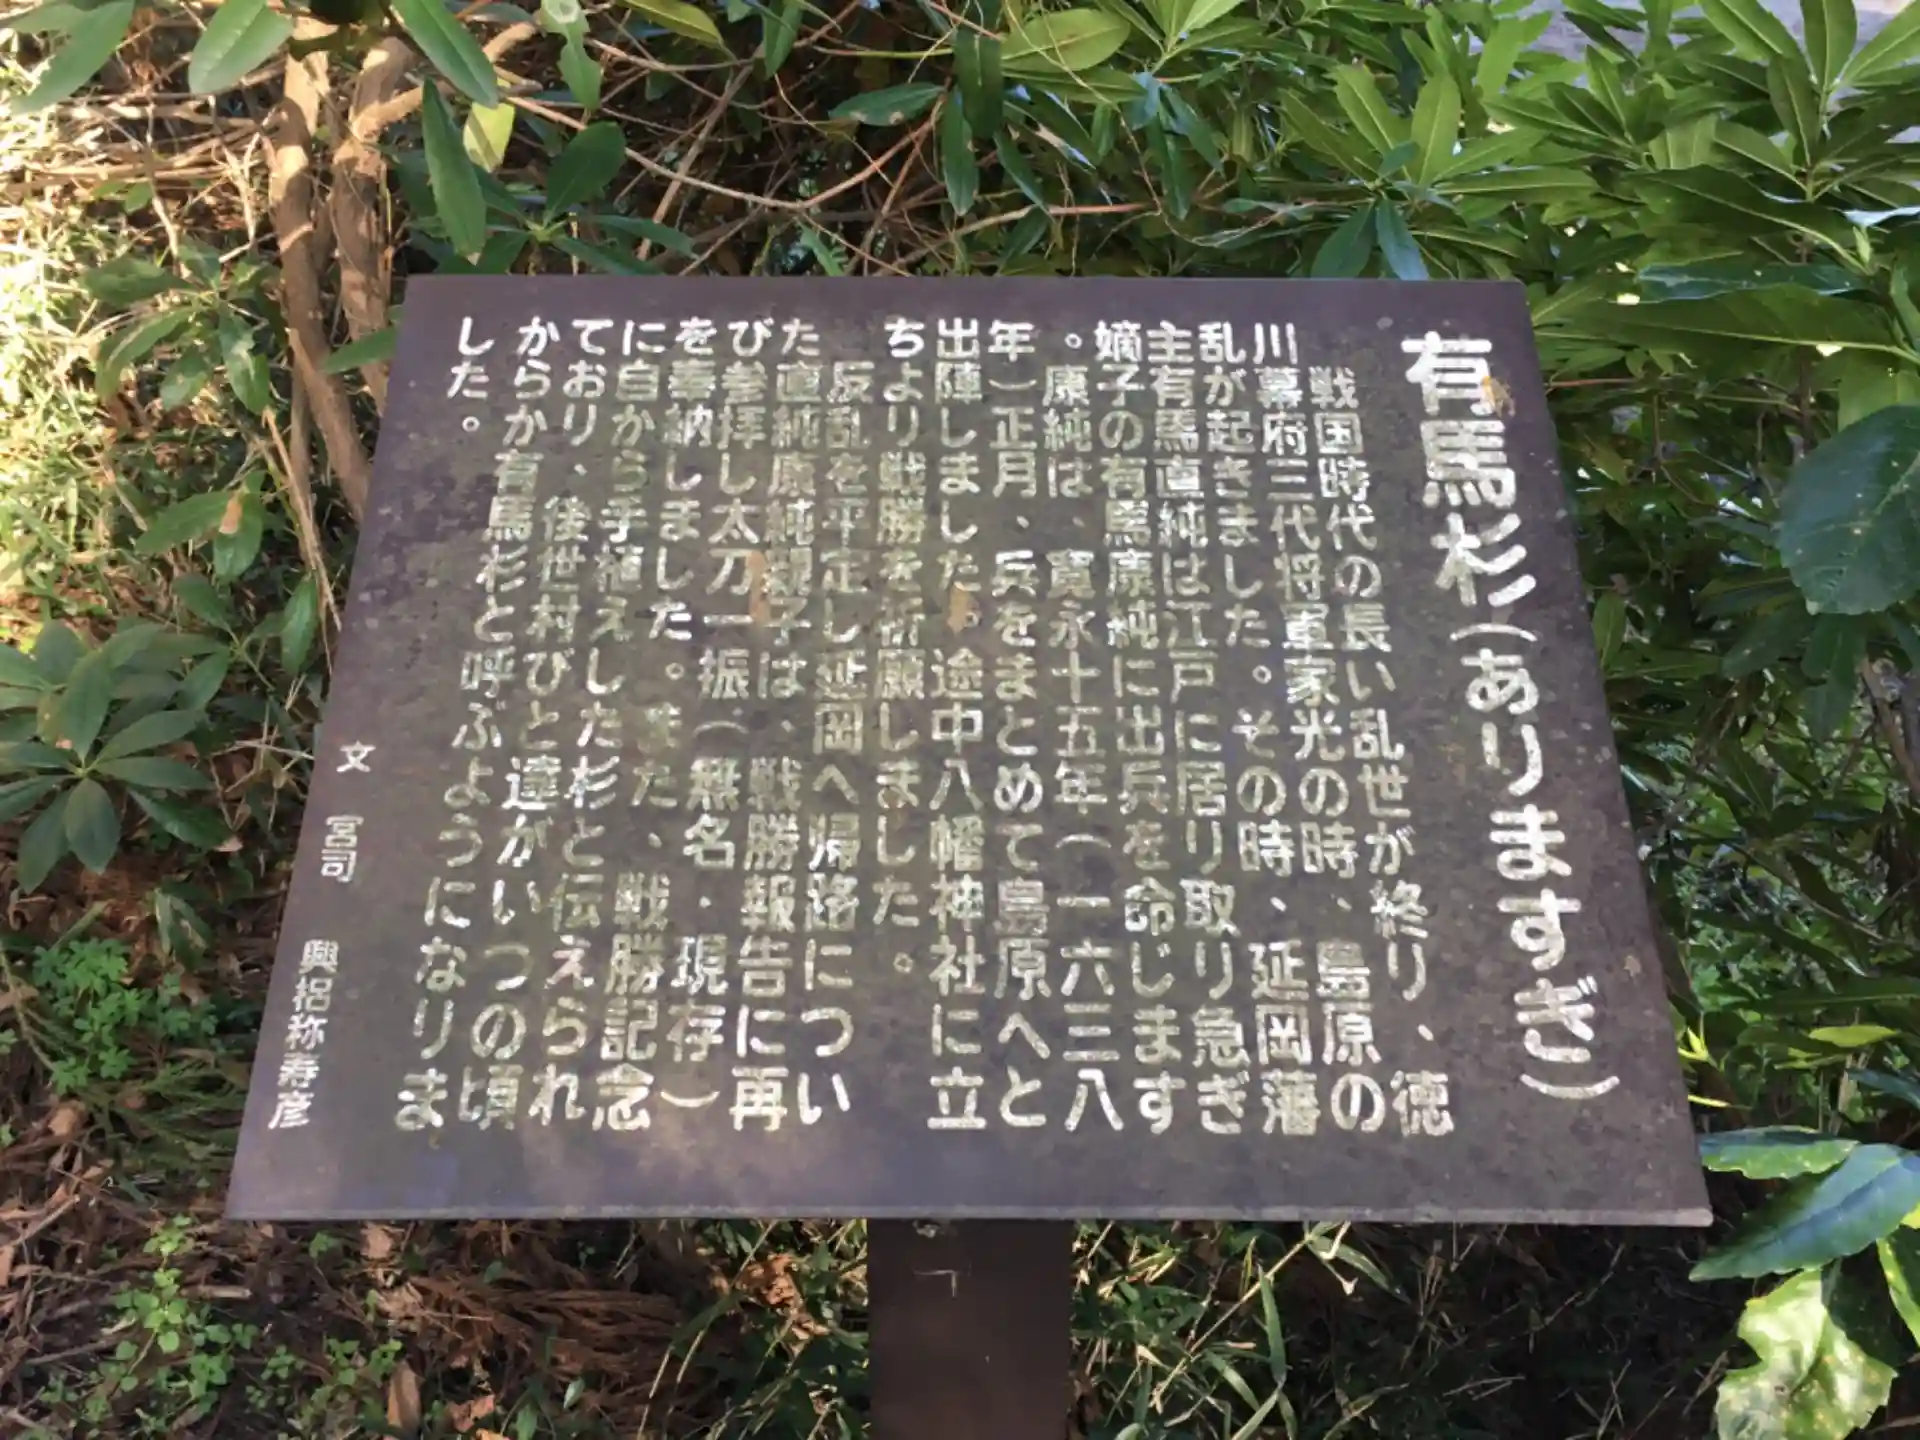 有馬杉(ありますぎ)
戦国時代の長い乱世が終り、徳
川幕府三代将軍家光の時、島原の
乱が起きました。その時、延岡藩
主有馬直純は江戸に居り取り急ぎ
嫡子の有馬康純に出兵を命じます
。康純は、寛永十五年(一六三八
年)正月、兵をまとめて島原へと
出陣しました。途中八幡神社に立
ちより戦勝を祈願しました。
反乱を平定し延岡へ帰路につい
た直純康純親子は、戦勝報告に再
び参拝し太刀一振(無名・現存)
を奉納しました。また、戦勝記念
に自から手植えした杉と伝えられ
ており、後世村びと達がいつの頃
からか有馬杉と呼ぶようになりま
した。
文 宮司 興梠称寿彦